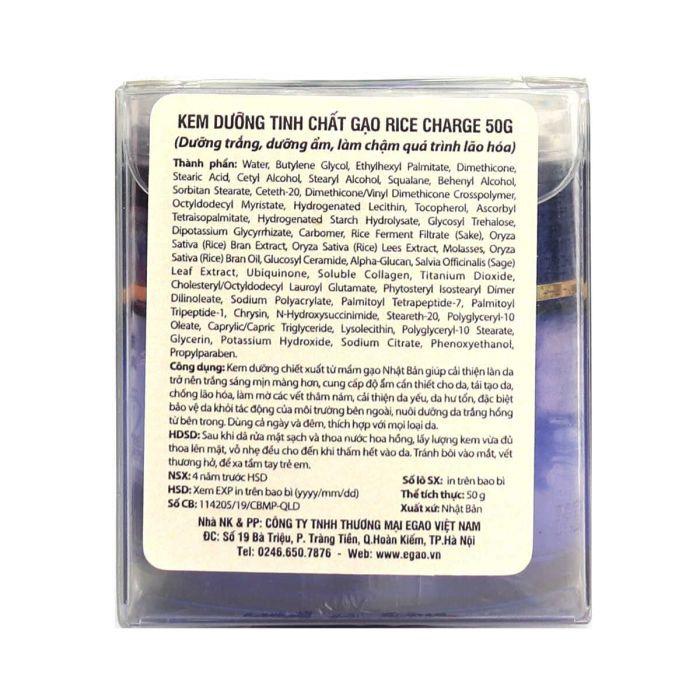 KEM DƯỠNG TINH CHẤT GẠO RICE CHARGE 50G
(Dưỡng trắng, dưỡng ẩm, làm chậm quá trình lão hóa)
Thành phần: Water, Butylene Glycol, Ethylhexyl Palmitate, Dimethicone,
Stearic Acid, Cetyl Alcohol, Stearyl Alcohol, Squalane, Behenyl Alcohol,
Sorbitan Stearate, Ceteth-20, Dimethicone/Vinyl Dimethicone Crosspolymer,
Octyldodecyl Myristate, Hydrogenated Lecithin, Tocopherol, Ascorbyl
Tetraisopalmitate, Hydrogenated Starch Hydrolysate, Glycosyl Trehalose,
Dipotassium Glycyrrhizate, Carbomer, Rice Ferment Filtrate (Sake), Oryza
Sativa (Rice) Bran Extract, Oryza Sativa (Rice) Lees Extract, Molasses, Oryza
Sativa (Rice) Bran Oil, Glucosyl Ceramide, Alpha-Glucan, Salvia Officinalis (Sage)
Leaf Extract, Ubiquinone, Soluble Collagen, Titanium Dioxide,
Cholesteryl/Octyldodecyl Lauroyl Glutamate, Phytosteryl Isostearyl Dimer
Dilinoleate, Sodium Polyacrylate, Palmitoyl Tetrapeptide-7, Palmitoyl
Tripeptide-1, Chrysin, N-Hydroxysuccinimide, Steareth-20, Polyglyceryl-10
Oleate, Caprylic/Capric Triglyceride, Lysolecithin, Polyglyceryl-10 Stearate,
Glycerin, Potassium Hydroxide, Sodium Citrate, Phenoxyethanol,
Propylparaben.
Công dụng: Kem dưỡng chiết xuất từ mầm gạo Nhật Bản giúp cải thiện làn da
trở nên trắng sáng mịn màng hơn, cung cấp độ ẩm cần thiết cho da, tái tạo da,
chống lão hóa, làm mờ các vết thâm nám, cải thiện da yếu, da hư tổn, đặc biệt
bảo vệ da khỏi tác động của môi trường bên ngoài, nuôi dưỡng da trắng hồng
từ bên trong. Dùng cả ngày và đêm, thích hợp với mọi loại da.
HDSD: Sau khi dã rửa mặt sạch và thoa nước hoa hồng, lấy lượng kem vừa đủ
thoa lên mặt, vỗ nhẹ đều cho đến khi thấm hết vào da. Tránh bôi vào mắt, vết
thương hở, để xa tầm tay trẻ em.
NSX: 4 năm trước HSD Số lô SX: in trên bao bì
HSD: Xem EXP in trên bao bì (yyyy/mm/dd) Thể tích thực: 50 g
Số CB: 114205/19/CBMP-QLD Xuất xứ: Nhật Bản
Nhà NK & PP: CÔNG TY TNHH THƯƠNG MẠI EGAO VIỆT NAM
ĐC: Số 19 Bà Triệu, P. Tràng Tiền, Q.Hoàn Kiếm, TP.Hà Nội
Tel: 0246.650.7876 - Web: www.egao.vn